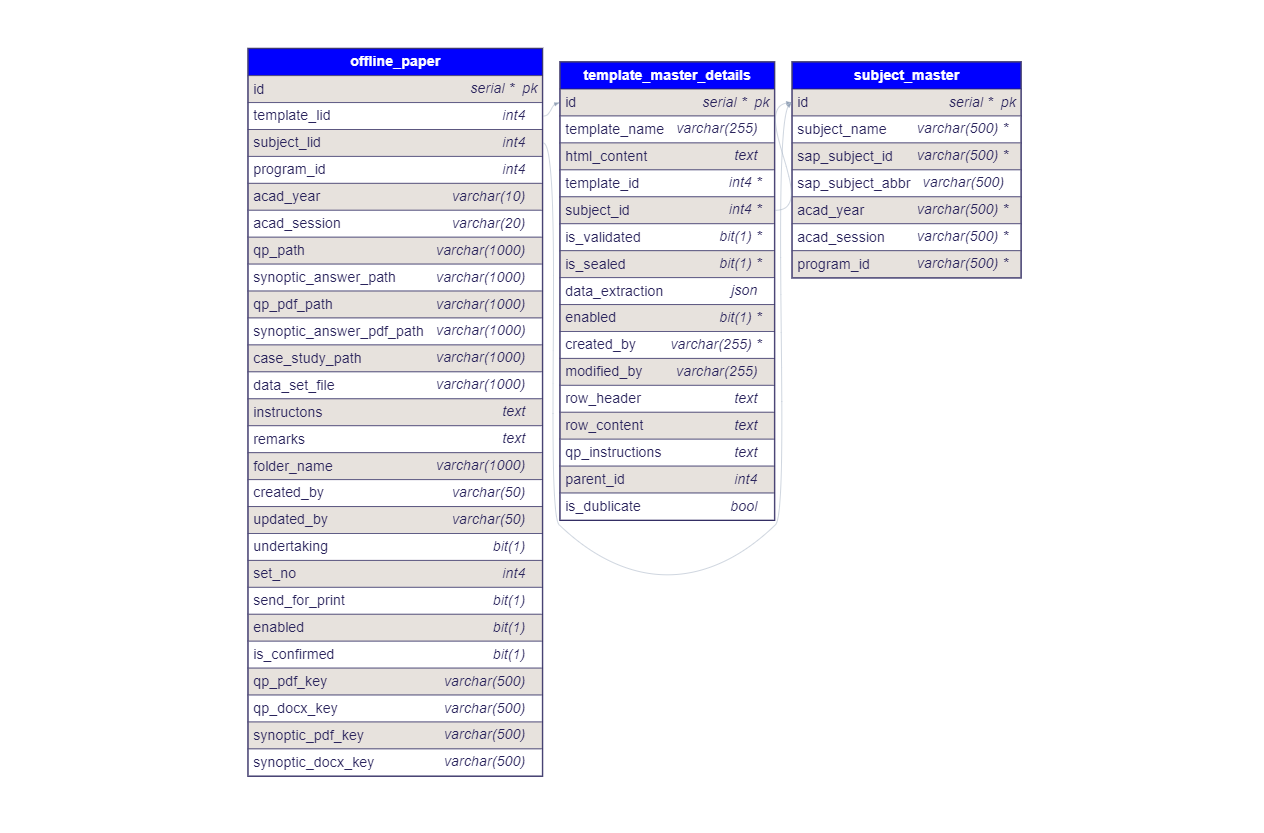 offline_paper
id serial * pk
template_lid int4
subject_lid int4
program_id int4
acad_year varchar(10)
acad_session varchar(20)
qp_path varchar(1000)
synoptic_answer_path varchar(1000)
qp_pdf_path varchar(1000)
synoptic_answer_pdf_path varchar(1000)
case_study_path varchar(1000)
data_set_file varchar(1000)
instructons text
remarks text
folder_name varchar(1000)
created_by varchar(50)
updated_by varchar(50)
undertaking bit(1)
set_no int4
send_for_print bit(1)
enabled bit(1)
is_confirmed bit(1)
qp_pdf_key varchar(500)
qp_docx_key varchar(500)
synoptic_pdf_key varchar(500)
synoptic_docx_key varchar(500)
template_master_details
id serial * pk
template_name varchar(255)
html_content text
template_id int4 *
subject_id int4 *
is_validated bit(1) *
is_sealed bit(1) *
data_extraction json
enabled bit(1) *
created_by varchar(255) *
modified_by varchar(255)
row_header text
row_content text
qp_instructions text
parent_id int4
is_dublicate bool
subject_master
id serial * pk
subject_name varchar(500) *
sap_subject_id varchar(500) *
sap_subject_abbr varchar(500)
acad_year varchar(500) *
acad_session varchar(500) *
program_id varchar(500) *